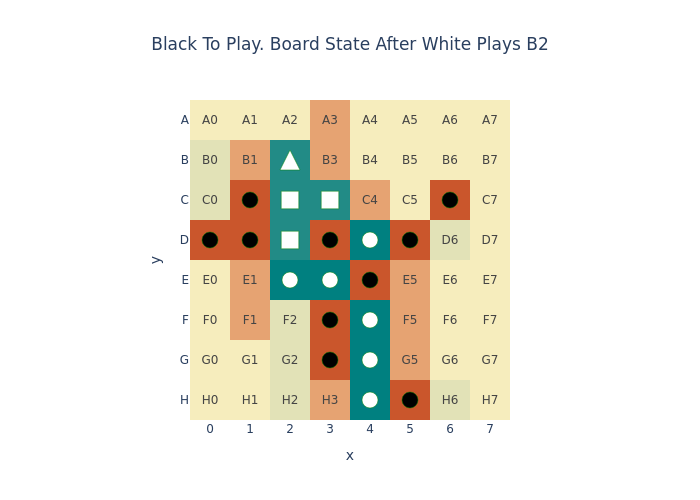 Black To Play. Board State After White Plays B2
A A0 A1 A2 A3 A4 A5 A6 A7
B B0 B1 B3 B4 B5 B6 B7
C C0 C4 C5 C7
D D6 D7
y
E E0 E1 E5 E6 E7
F F0 F1 F2 F5 F6 F7
G G0 G1 G2 G5 G6 G7
H H0 H1 H2 H3 H6 H7
0 1 2 3 4 5 6 7
x